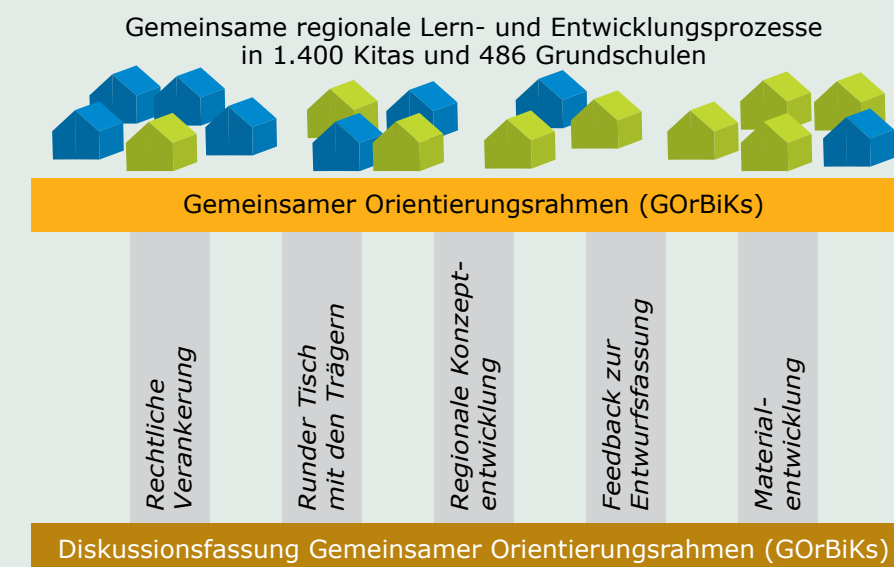 Gemeinsame regionale Lern- und Entwicklungsprozesse
in 1.400 Kitas und 486 Grundschulen
Gemeinsamer Orientierungsrahmen (GOrBiKs)
Rechtliche
Verankerung
Runder Tisch
mit den Trägern
Regionale Konzept-
entwicklung
Feedback zur
Entwurfsfassung
Material-
entwicklung
Diskussionsfassung Gemeinsamer Orientierungsrahmen (GOrBiKs)